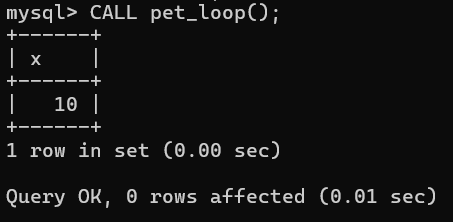 mysql> CALL pet_loop();
+------+
| x    |
+------+
|   10 |
+------+
1 row in set (0.00 sec)
Query OK, 0 rows affected (0.01 sec)